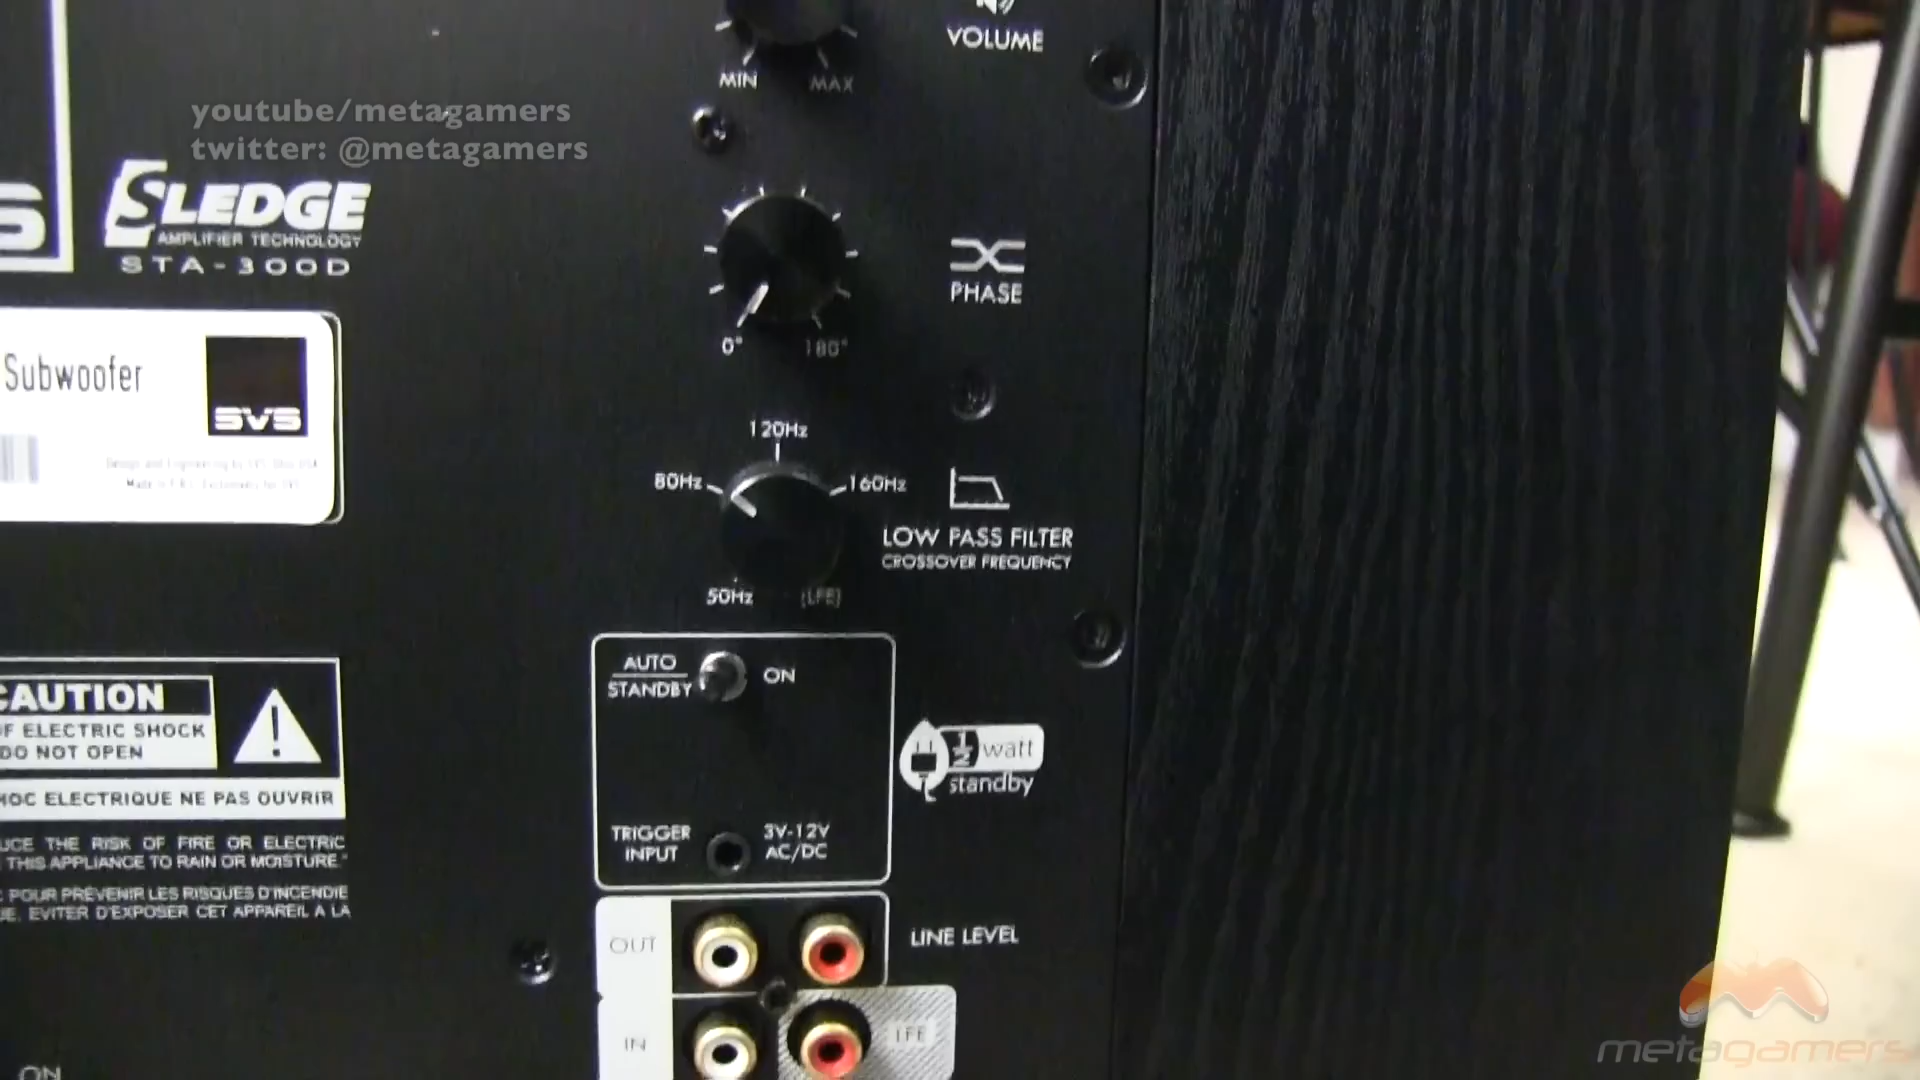 VOLUME
MIN
MAX
youtube/metagamers
twitter: @metagamers
SLEDGE
AMPLIFIER TECHNOLOGY
STA-300D
PHASE
0°
180°
Subwoofer
SVS
120Hz
80Hz
160Hz
LOW PASS FILTER
CROSSOVER FREQUENCY
50Hz
(LFE)
AUTO
STANDBY
ON
CAUTION
OF ELECTRIC SHOCK
DO NOT OPEN
ELECTRIQUE NE PAS OUVRIR
1/2 watt
standby
TRIGGER
INPUT
3V-12V
AC/DC
THE RISK OF FIRE OR ELECTRIC
THIS APPLIANCE TO RAIN OR MOISTURE."
POUR PRÉVENIR LES RISQUES D'INCENDIE
EVITER D'EXPOSER CET APPAREIL A LA
OUT
LINE LEVEL
IN
LFE
ON
metagamers